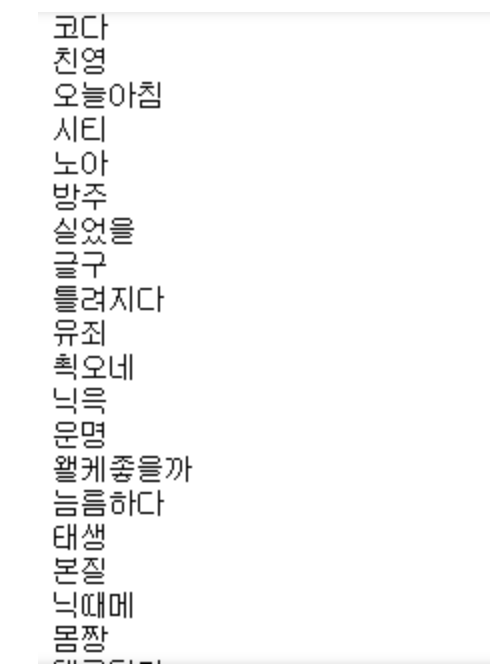 코다
친영
오늘아침
시티
노아
방주
싣었을
글구
틀려지다
유죄
쵝오네
닉윽
운명
왤케좋을까
늠름하다
태생
본질
닉때메
몸짱